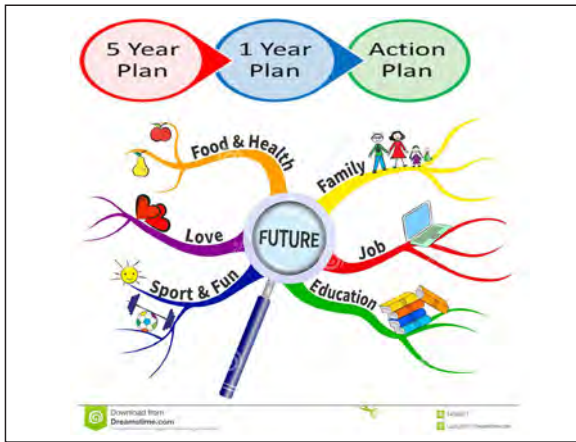 5 Year
Plan
1 Year
Plan
Action
Plan
Food & Health
Family
Love
FUTURE
Job
Sport & Fun
Education
Download from
Dreamstime.com